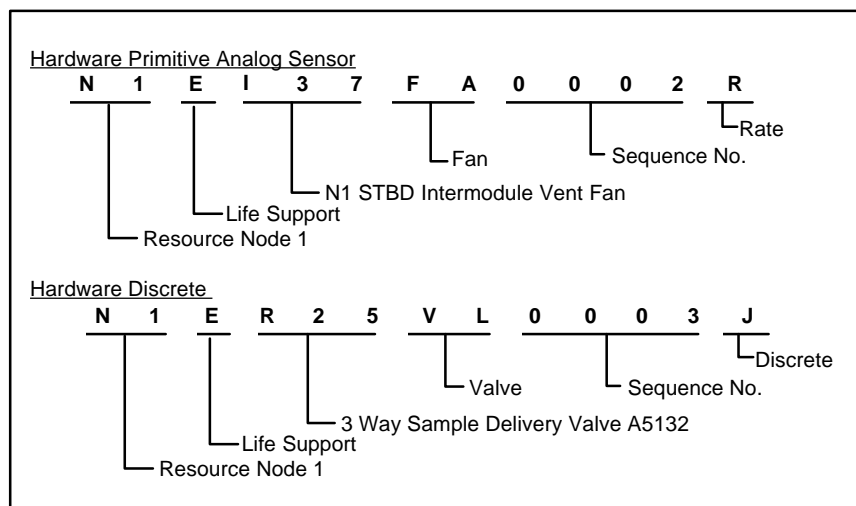 Hardware Primitive Analog Sensor
N 1 E I 3 7 F A 0 0 0 2 R
Rate
Fan Sequence No.
N1 STBD Intermodule Vent Fan
Life Support
Resource Node 1
Hardware Discrete
N 1 E R 2 5 V L 0 0 0 3 J
Discrete
Valve Sequence No.
3 Way Sample Delivery Valve A5132
Life Support
Resource Node 1